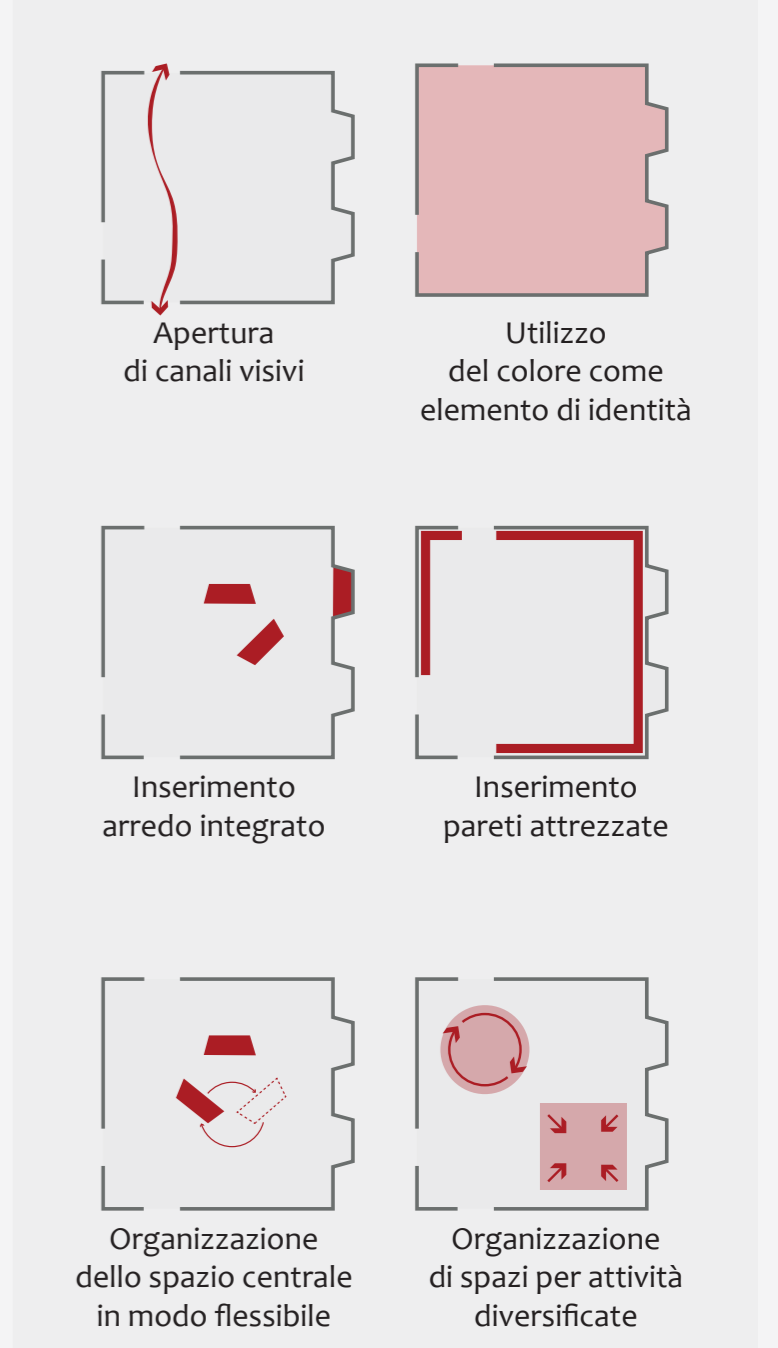 Apertura
di canali visivi
Utilizzo
del colore come
elemento di identità
Inserimento
arredo integrato
Inserimento
pareti attrezzate
Organizzazione
dello spazio centrale
in modo flessibile
Organizzazione
di spazi per attività
diversificate